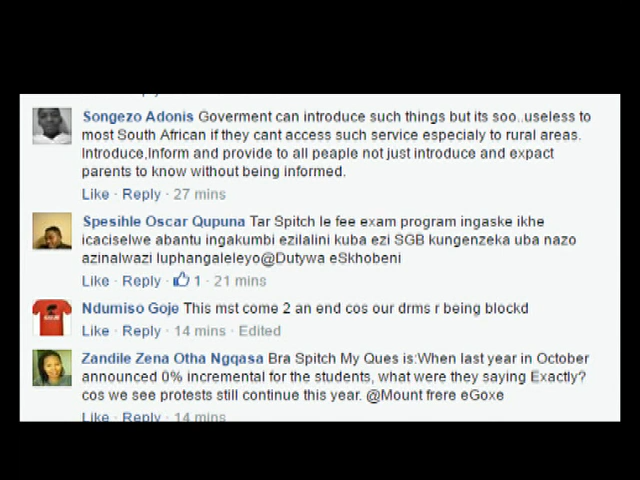 Songezo Adonis Goverment can introduce such things but its soo..useless to
most South African if they cant access such service especialy to rural areas.
Introduce,Inform and provide to all peaple not just introduce and expact
parents to know without being informed.
Like · Reply · 27 mins
Spesihle Oscar Qupuna Tar Spitch le fee exam program ingaske ikhe
icaciselwe abantu ingakumbi ezilalini kuba ezi SGB kungenzeka uba nazo
azinalwazi luphangaleleyo@Dutywa eSkhobeni
Like · Reply · 1 · 21 mins
Ndumiso Goje This mst come 2 an end cos our drms r being blockd
Like · Reply · 14 mins · Edited
Zandile Zena Otha Ngqasa Bra Spitch My Ques is:When last year in October
announced 0% incremental for the students, what were they saying Exactly?
cos we see protests still continue this year. @Mount frere eGoxe
Like · Reply · 14 mins